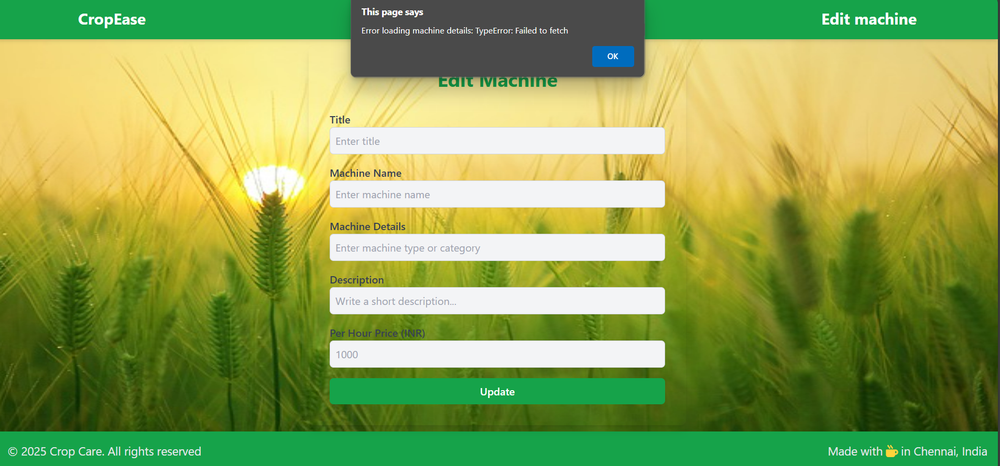 CropEase
This page says
Error loading machine details: TypeError: Failed to fetch
OK
Edit machine
Edit Machine
Title
Enter title
Machine Name
Enter machine name
Machine Details
Enter machine type or category
Description
Write a short description...
Per Hour Price (INR)
1000
Update
© 2025 Crop Care. All rights reserved
Made with in Chennai, India